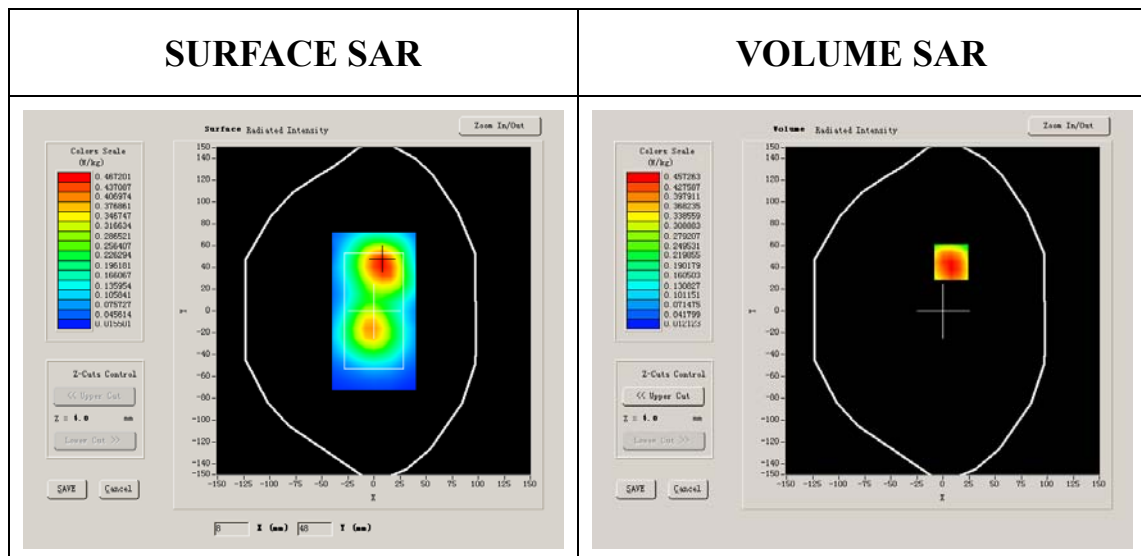 SURFACE SAR
VOLUME SAR
Surface Radiated Intensity
Zoom In/Out
Colors Scale
(W/kg)
0.467201
0.437087
0.406974
0.376861
0.346747
0.316634
0.286521
0.256407
0.226294
0.196181
0.166067
0.135954
0.105841
0.075727
0.045614
0.015501
Z-Cuts Control
<< Upper Cut
Z = 4.0 mm
Lower Cut >>
SAVE Cancel
150
140
120
100
80
60
40
20
0
-20
-40
-60
-80
-100
-120
-140
-150
Y
-150 -125 -100 -75 -50 -25 0 25 50 75 100 125 150
X
8 X (mm) 48 Y (mm)
Volume Radiated Intensity
Zoom In/Out
Colors Scale
(W/kg)
0.457263
0.427587
0.397911
0.368235
0.338559
0.308883
0.279207
0.249531
0.219855
0.190179
0.160503
0.130827
0.101151
0.071475
0.041799
0.012123
Z-Cuts Control
<< Upper Cut
Z = 4.0 mm
Lower Cut >>
SAVE Cancel
150
140
120
100
80
60
40
20
0
-20
-40
-60
-80
-100
-120
-140
-150
Y
-150 -125 -100 -75 -50 -25 0 25 50 75 100 125 150
X